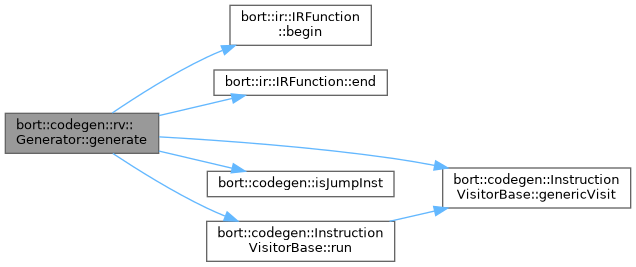 bort::ir::IRFunction
::begin
bort::ir::IRFunction::end
bort::codegen::rv::
Generator::generate
bort::codegen::isJumpInst
bort::codegen::Instruction
VisitorBase::genericVisit
bort::codegen::Instruction
VisitorBase::run